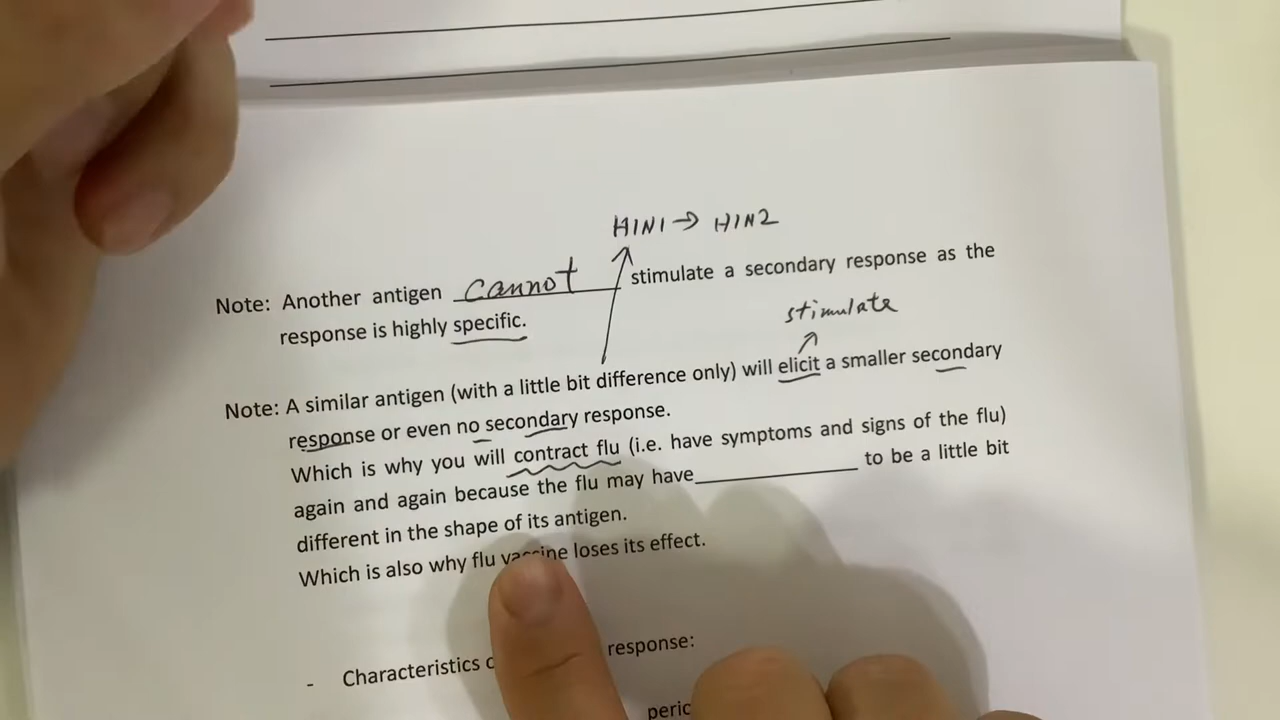 H1N1 → H1N2
Note: Another antigen cannot stimulate a secondary response as the
response is highly specific.
stimulate
Note: A similar antigen (with a little bit difference only) will elicit a smaller secondary
response or even no secondary response.
Which is why you will contract flu (i.e. have symptoms and signs of the flu)
again and again because the flu may have____________ to be a little bit
different in the shape of its antigen.
Which is also why flu vaccine loses its effect.
- Characteristics response: